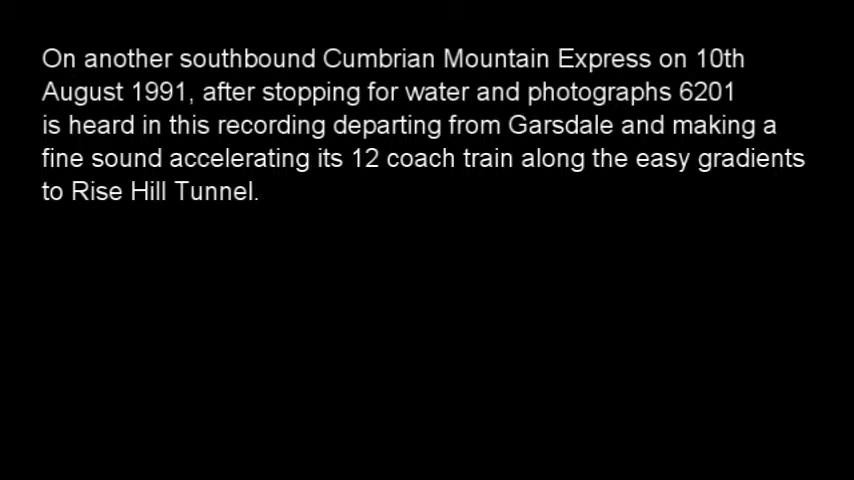 On another southbound Cumbrian Mountain Express on 10th
August 1991, after stopping for water and photographs 6201
is heard in this recording departing from Garsdale and making a
fine sound accelerating its 12 coach train along the easy gradients
to Rise Hill Tunnel.